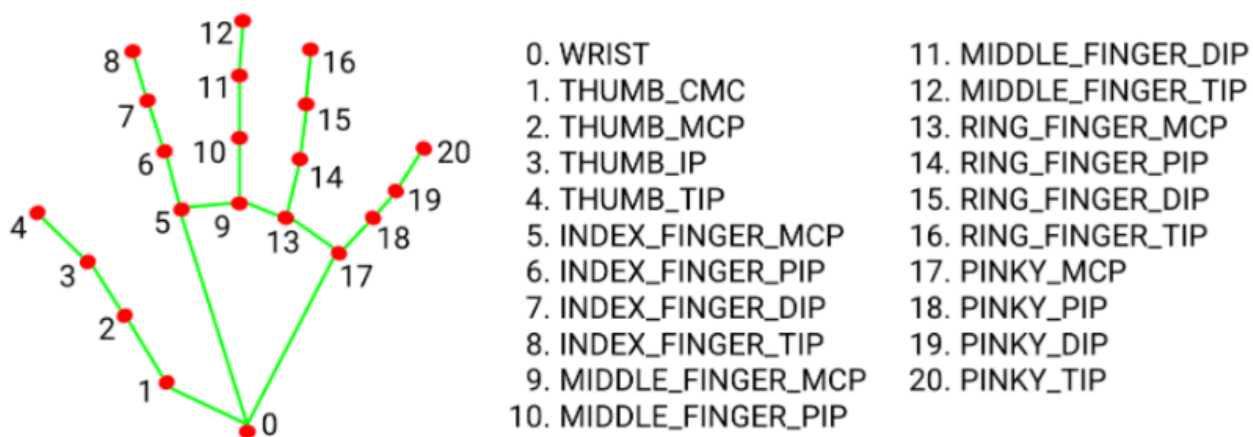 12
8
16
11
7
15
10
6
14
20
19
4
5
9
13
18
3
17
2
1
0
0. WRIST
1. THUMB_CMC
2. THUMB_MCP
3. THUMB_IP
4. THUMB_TIP
5. INDEX_FINGER_MCP
6. INDEX_FINGER_PIP
7. INDEX_FINGER_DIP
8. INDEX_FINGER_TIP
9. MIDDLE_FINGER_MCP
10. MIDDLE_FINGER_PIP
11. MIDDLE_FINGER_DIP
12. MIDDLE_FINGER_TIP
13. RING_FINGER_MCP
14. RING_FINGER_PIP
15. RING_FINGER_DIP
16. RING_FINGER_TIP
17. PINKY_MCP
18. PINKY_PIP
19. PINKY_DIP
20. PINKY_TIP